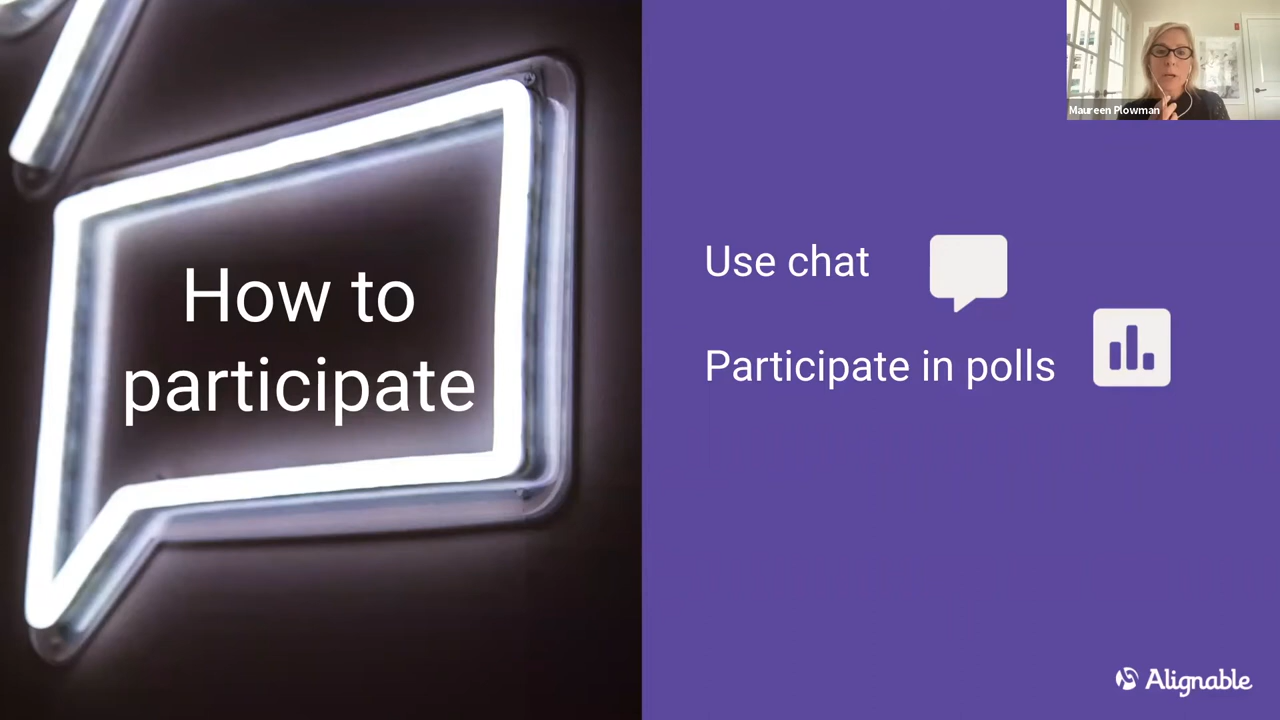 How to
participate
Maureen Plowman
Use chat
Participate in polls
Alignable